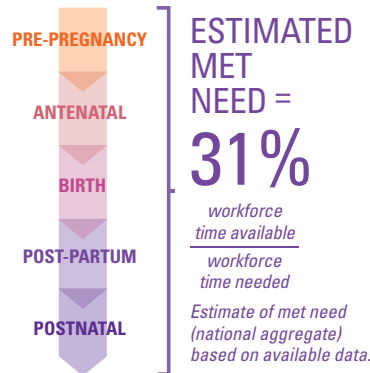 PRE-PREGNANCY
ANTENATAL
BIRTH
POST-PARTUM
POSTNATAL
ESTIMATED
MET
NEED =
31%
workforce
time available
workforce
time needed
Estimate of met need
(national aggregate)
based on available data.